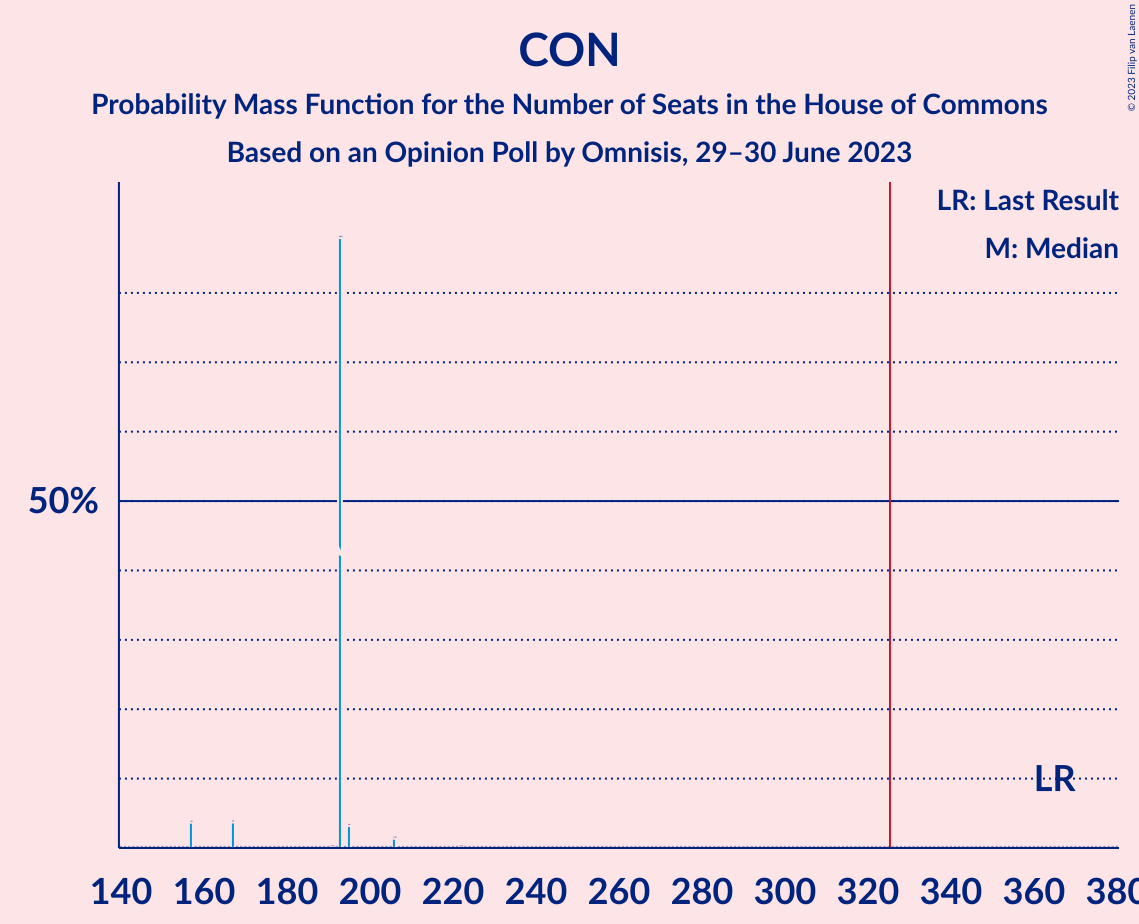 CON
Probability Mass Function for the Number of Seats in the House of Commons
Based on an Opinion Poll by Omnisis, 29–30 June 2023
© 2023 Filip van Laenen
LR: Last Result
M: Median
50%
LR
140 160 180 200 220 240 260 280 300 320 340 360 380